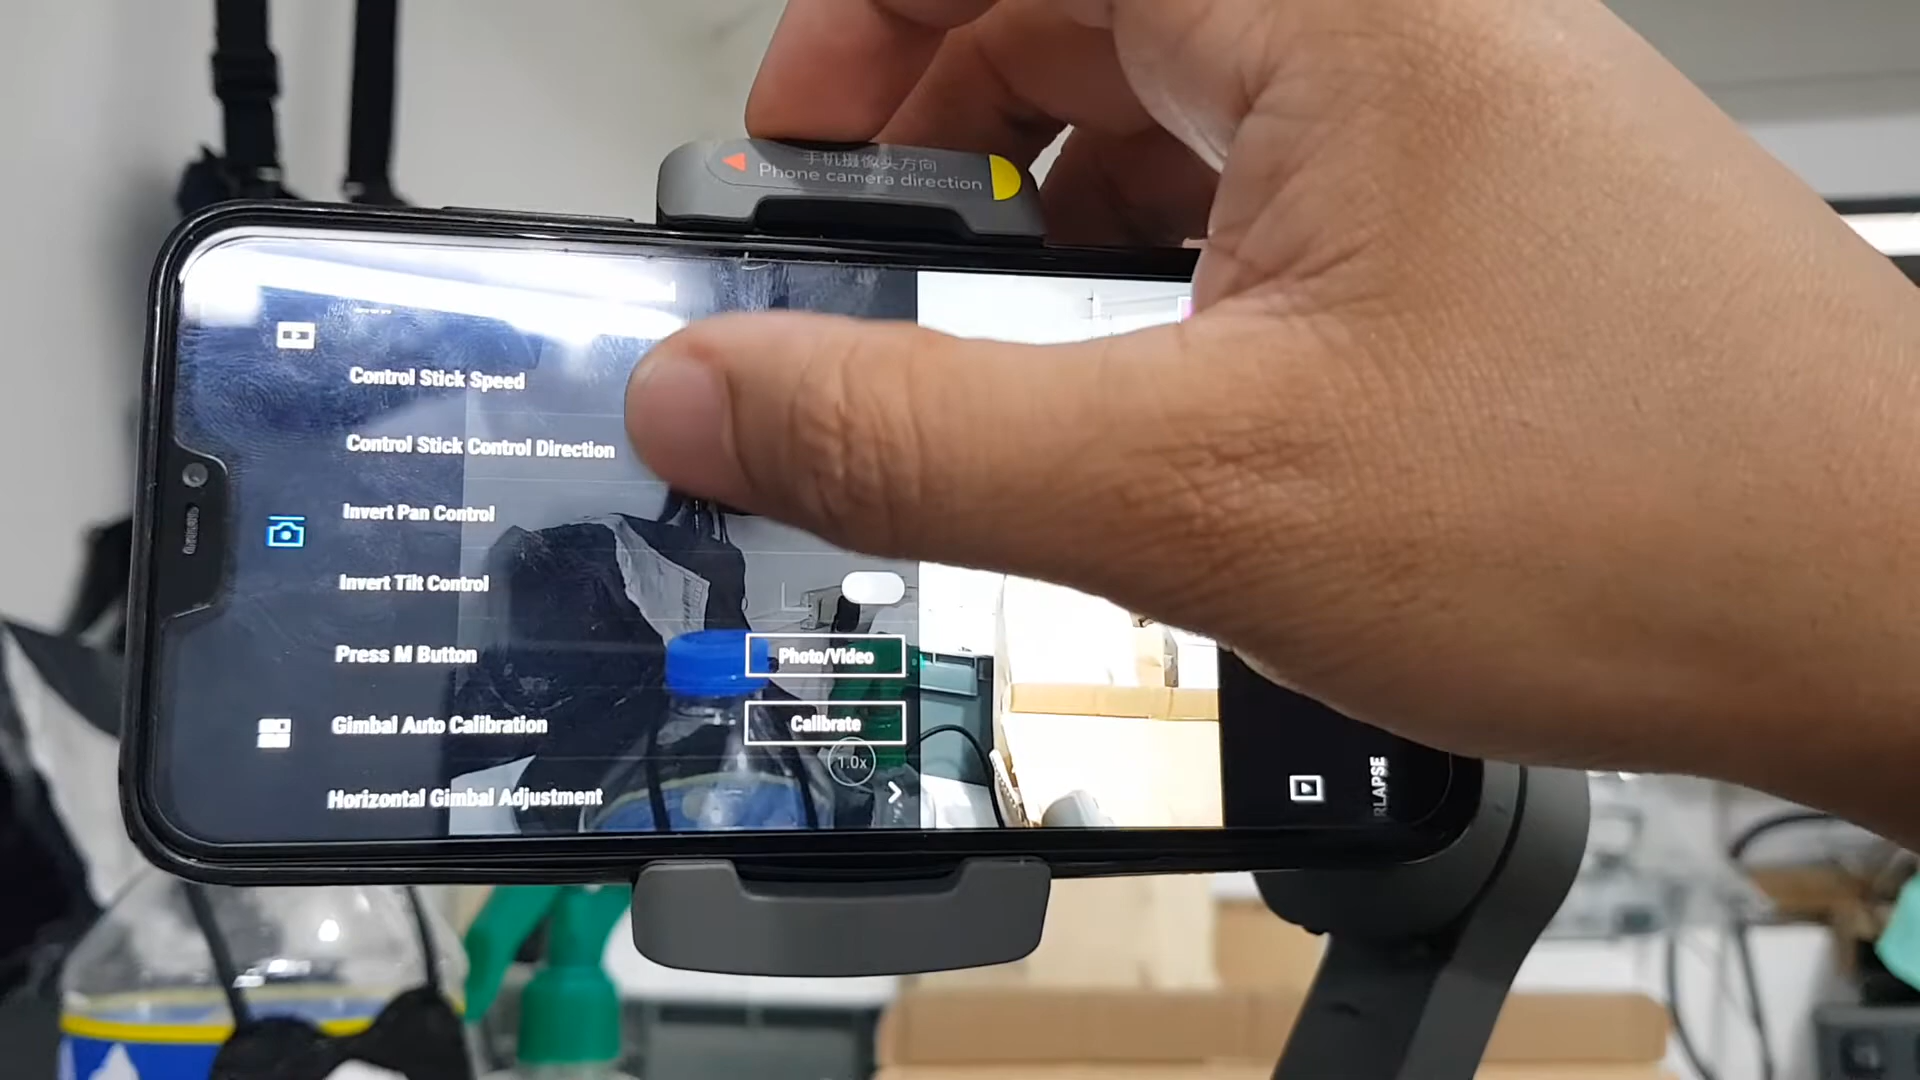 手机摄像头方向
Phone camera direction
Control Stick Speed
Control Stick Control Direction
Invert Pan Control
Invert Tilt Control
Press M Button
Photo/Video
Gimbal Auto Calibration
Calibrate
1.0x
Horizontal Gimbal Adjustment
RLAPSE